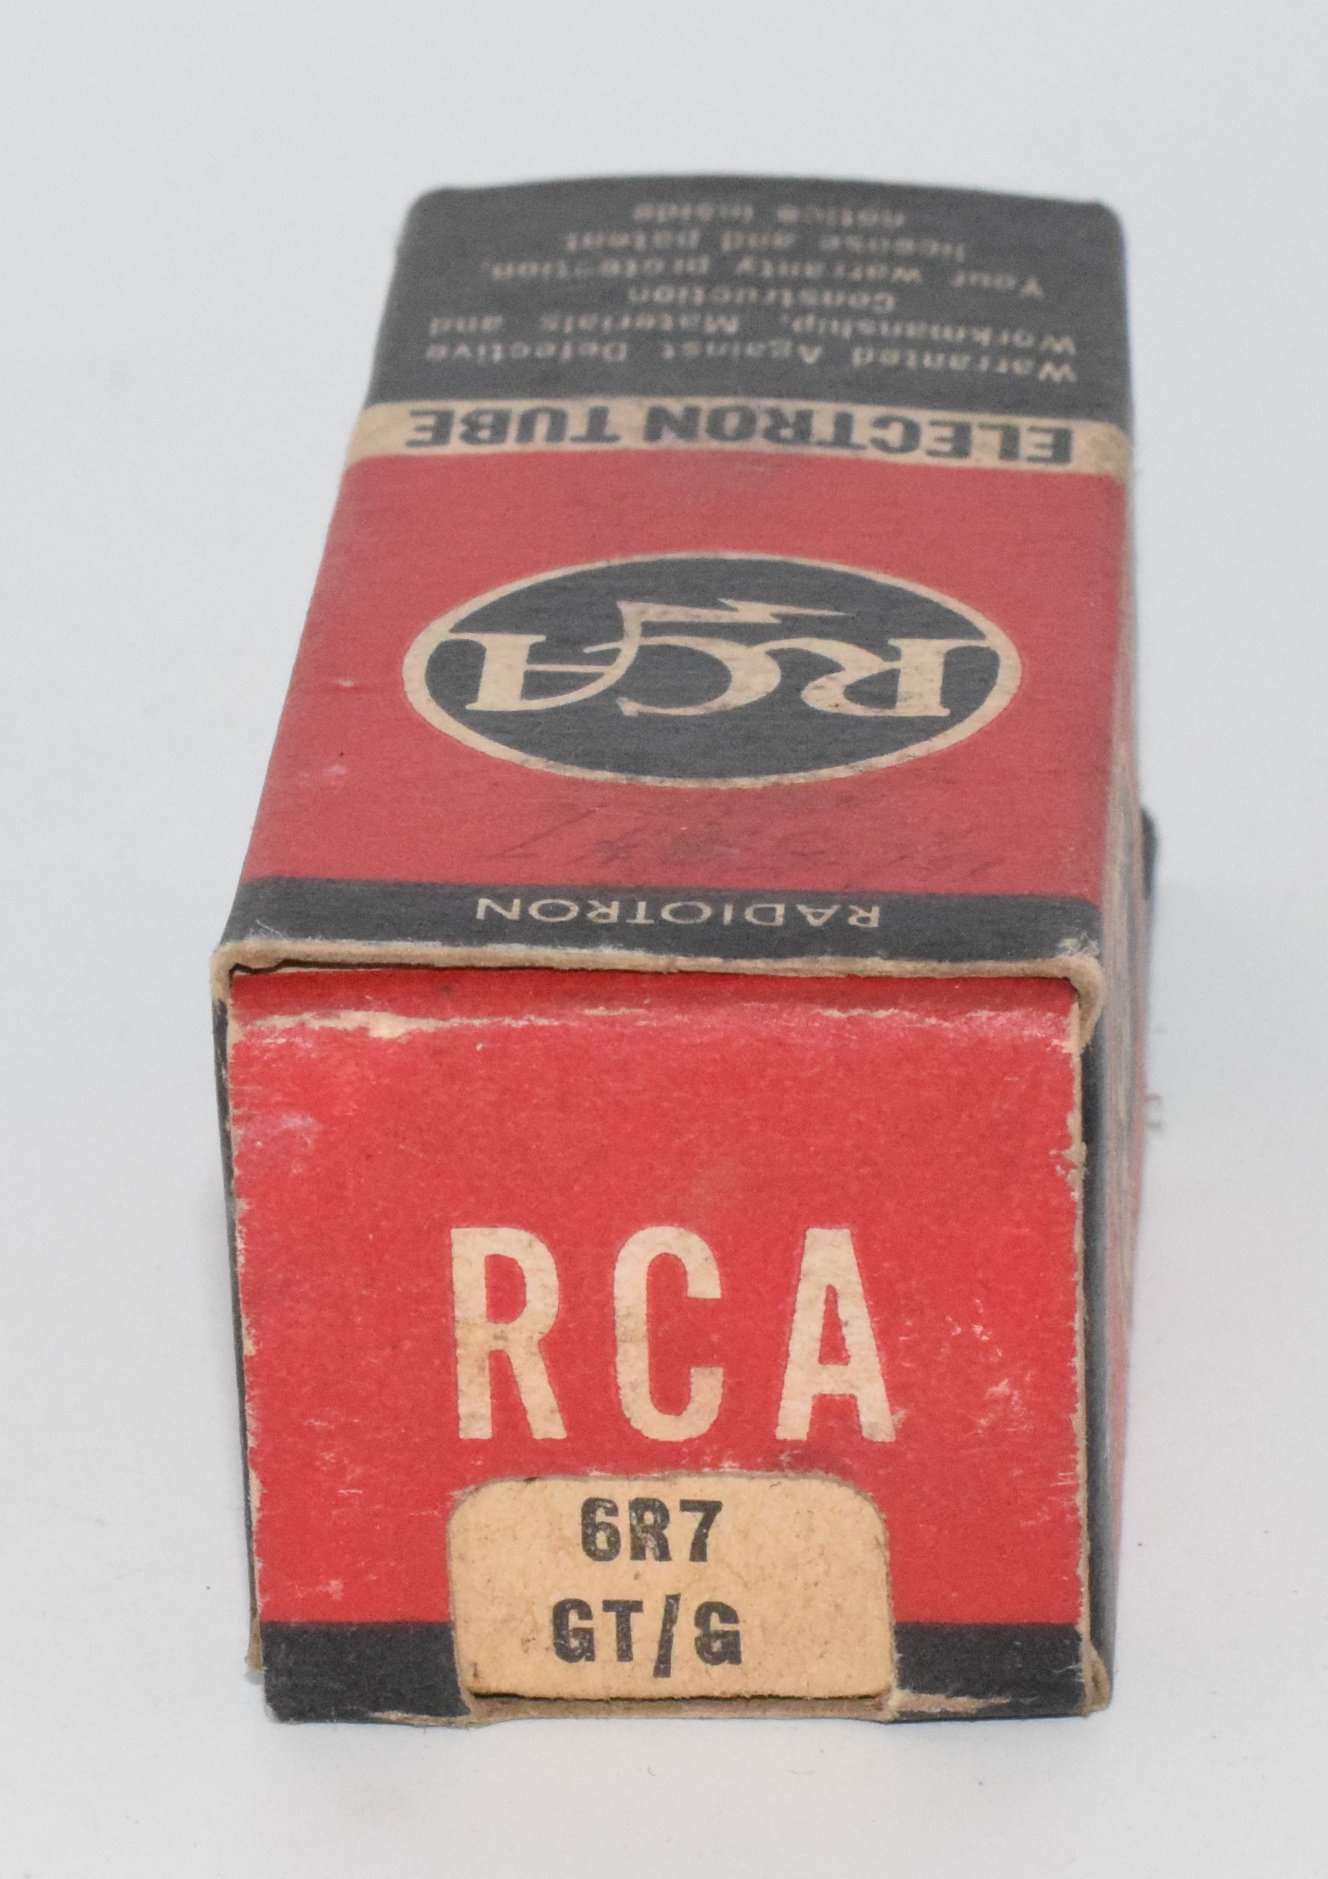 RCA
6R7
GT/G
RADIOTRON
RCA
ELECTRON TUBE
Warranted Against Defective
Workmanship, Materials and
Construction
Your warranty protection,
license and patent
notice inside